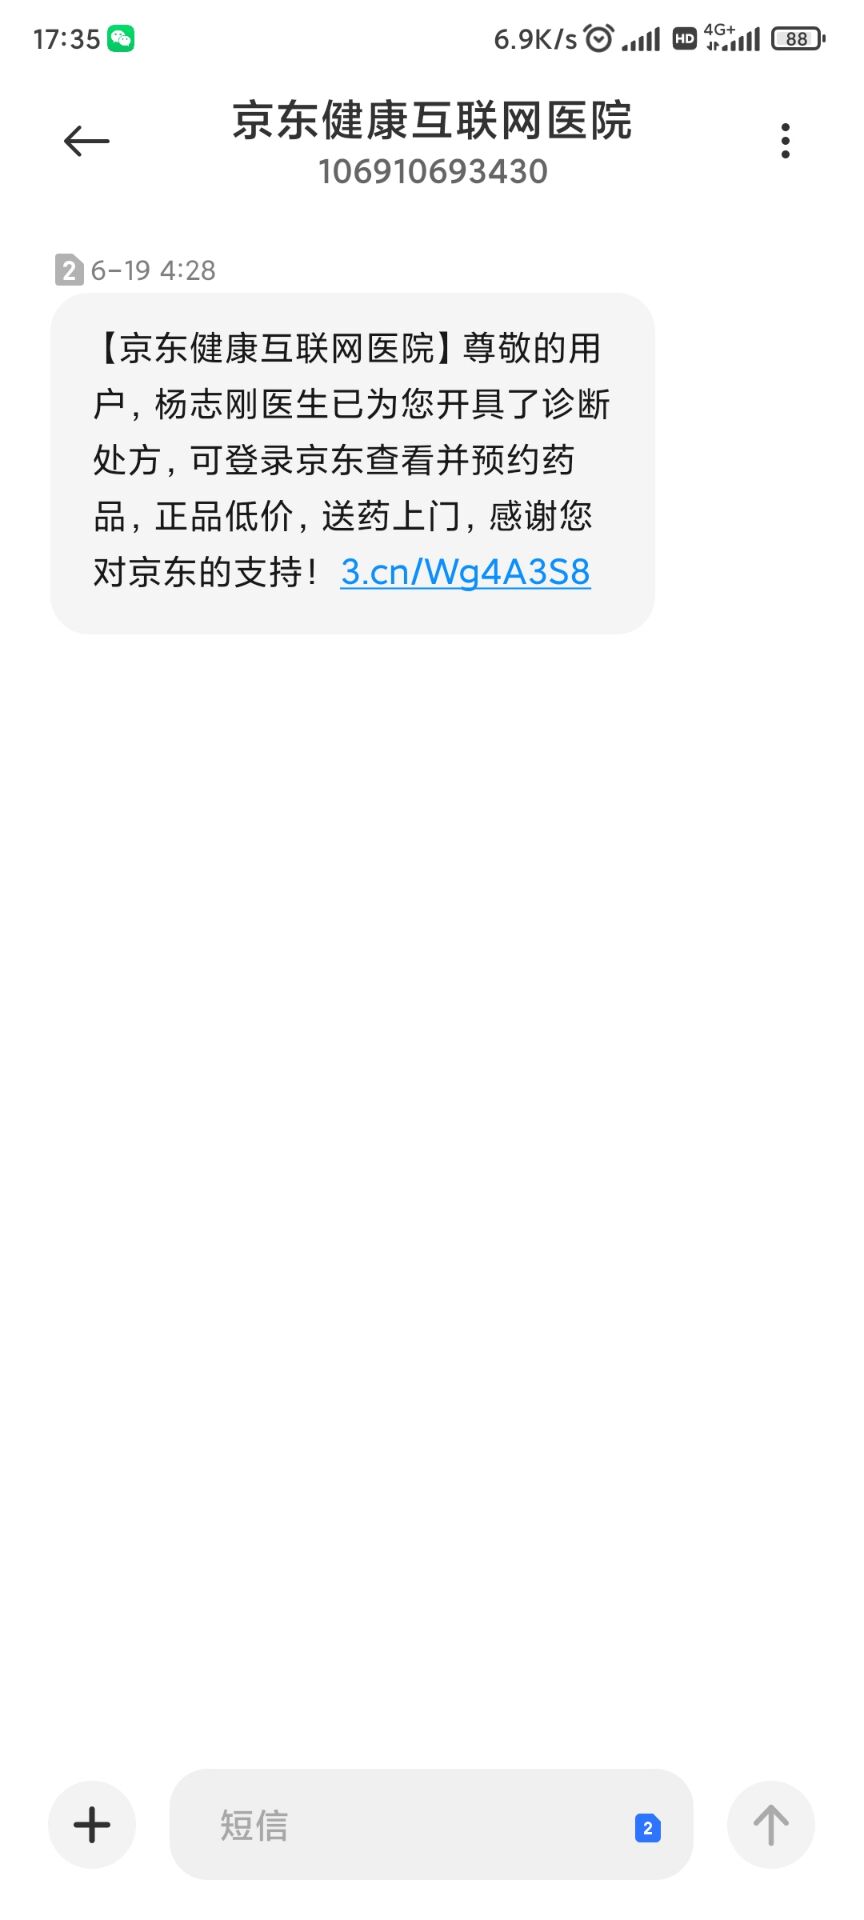 17:35 6.9K/s HD 4G+ 88
京东健康互联网医院
106910693430
2 6-19 4:28
【京东健康互联网医院】尊敬的用
户，杨志刚医生已为您开具了诊断
处方，可登录京东查看并预约药
品，正品低价，送药上门，感谢您
对京东的支持！3.cn/Wg4A3S8
短信 2